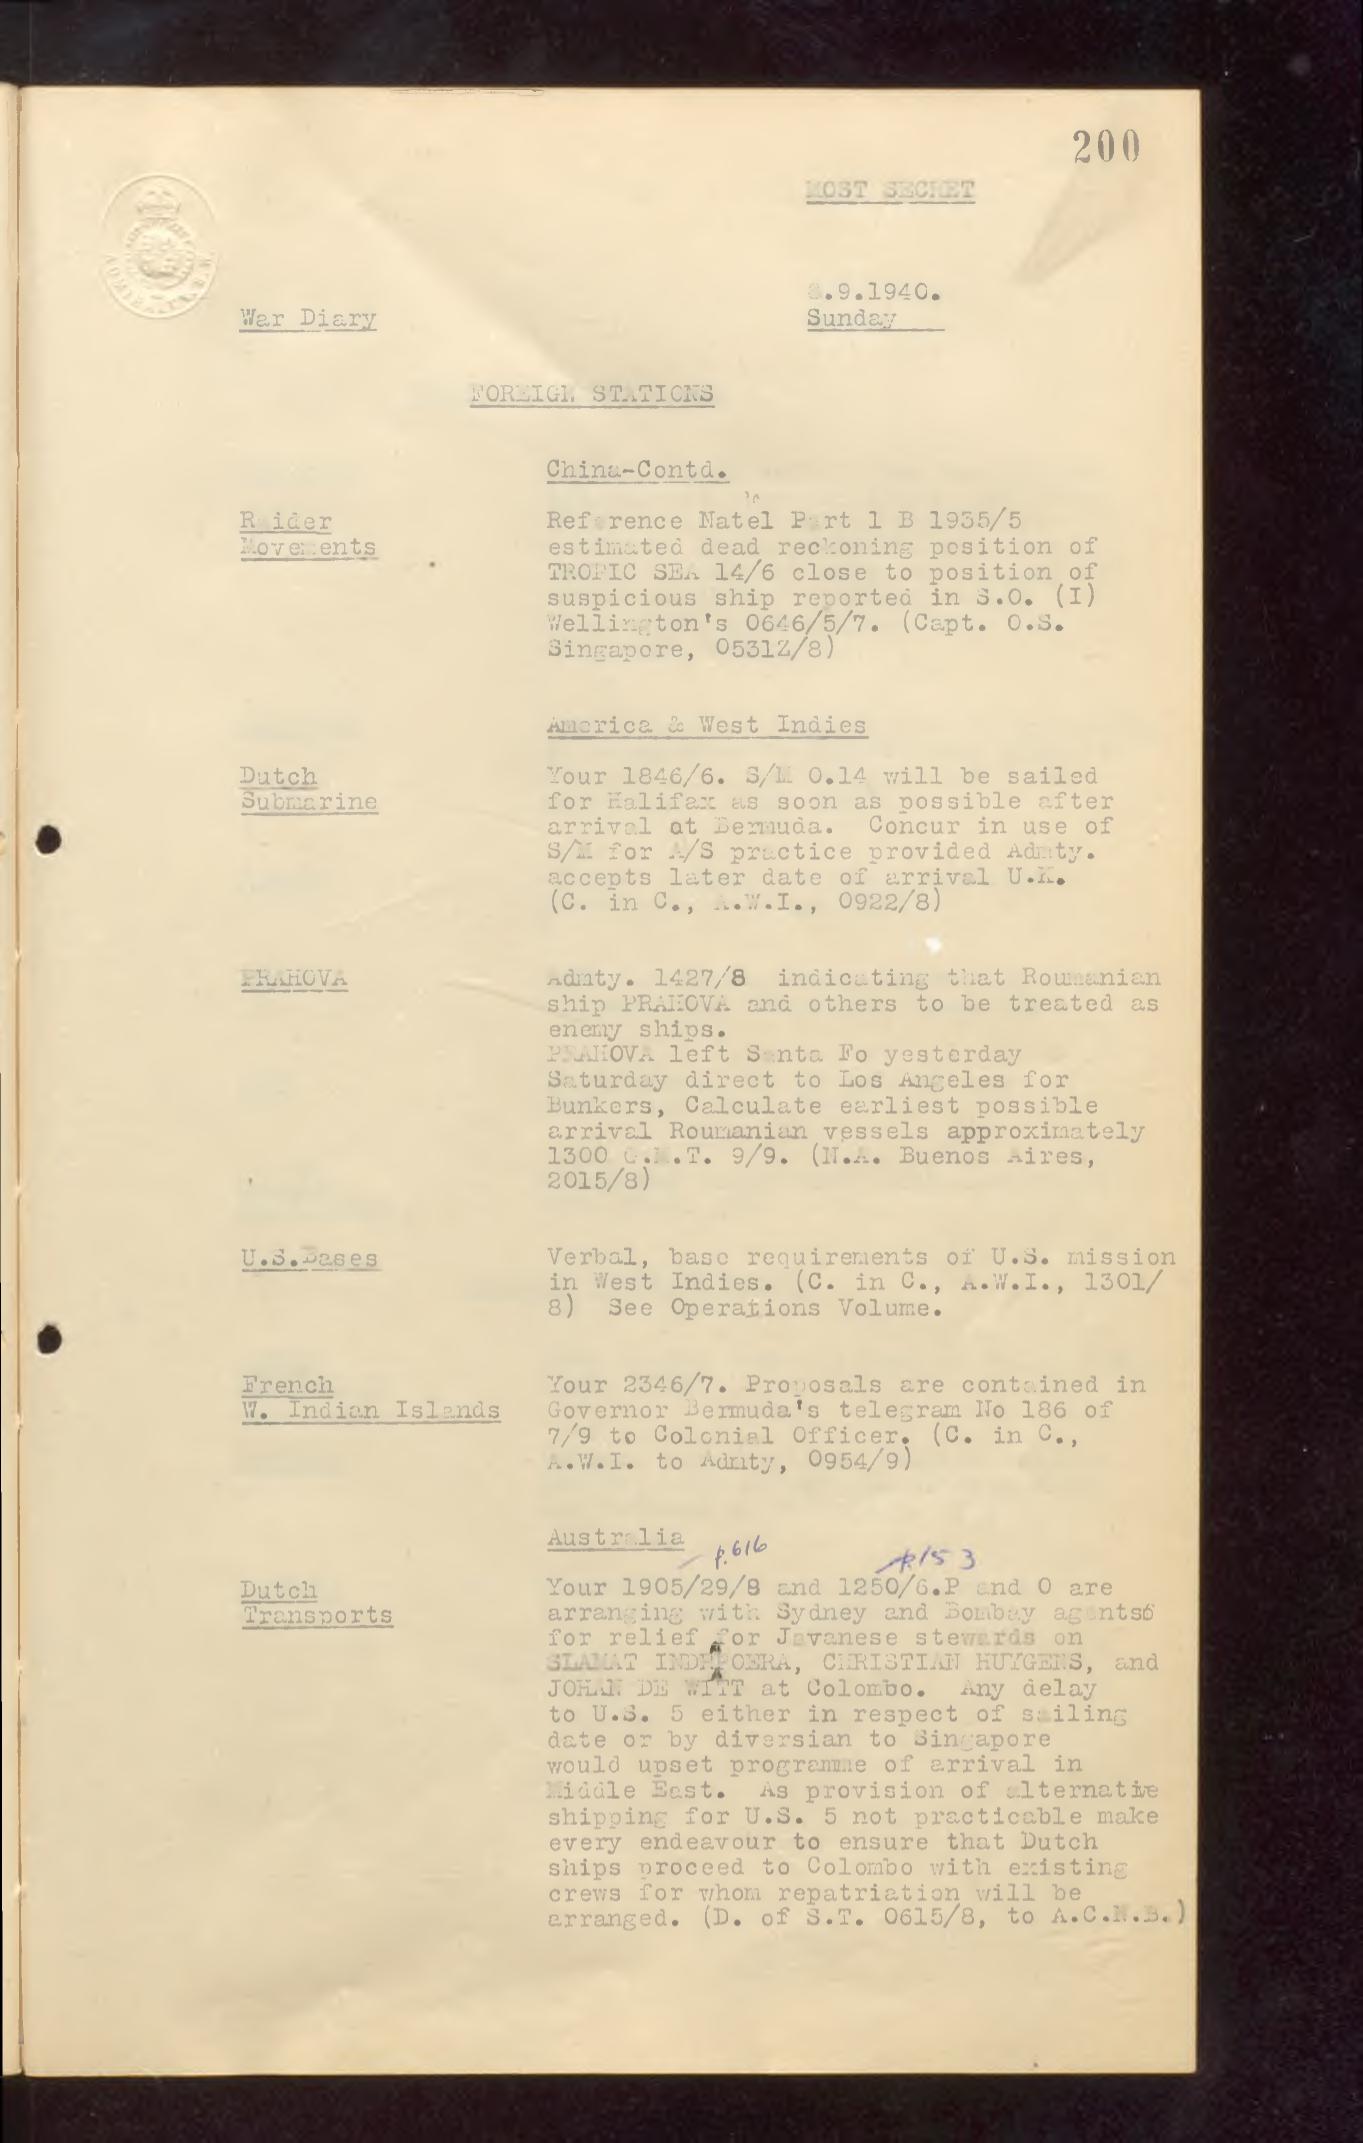 200
MOST SECRET
8.9.1940.
War Diary
Sunday
FOREIGN STATIONS
China-Contd.
Raider
Movements
Reference Natel Part 1 B 1935/5
estimated dead reckoning position of
TROPIC SEA 14/6 close to position of
suspicious ship reported in S.O. (I)
Wellington's 0646/5/7. (Capt. O.S.
Singapore, 0531Z/8)
America & West Indies
Dutch
Submarine
Your 1846/6. S/M 0.14 will be sailed
for Halifax as soon as possible after
arrival at Bermuda. Concur in use of
S/M for A/S practice provided Admty.
accepts later date of arrival U.K.
(C. in C., A.W.I., 0922/8)
PRAHOVA
Admty. 1427/8 indicating that Roumanian
ship PRAHOVA and others to be treated as
enemy ships.
PRAHOVA left Santa Fo yesterday
Saturday direct to Los Angeles for
Bunkers, Calculate earliest possible
arrival Roumanian vessels approximately
1300 G.M.T. 9/9. (N.A. Buenos Aires,
2015/8)
U.S.Bases
Verbal, base requirements of U.S. mission
in West Indies. (C. in C., A.W.I., 1301/
8) See Operations Volume.
French
W. Indian Islands
Your 2346/7. Proposals are contained in
Governor Bermuda's telegram No 186 of
7/9 to Colonial Officer. (C. in C.,
A.W.I. to Admty, 0954/9)
Australia
p.616 p153
Dutch
Transports
Your 1905/29/8 and 1250/6.P and O are
arranging with Sydney and Bombay agents6
for relief for Javanese stewards on
SLAMAT INDRPOERA, CHRISTIAN HUYGENS, and
JOHAN DE WITT at Colombo. Any delay
to U.S. 5 either in respect of sailing
date or by diversian to Singapore
would upset programme of arrival in
Middle East. As provision of alternative
shipping for U.S. 5 not practicable make
every endeavour to ensure that Dutch
ships proceed to Colombo with existing
crews for whom repatriation will be
arranged. (D. of S.T. 0615/8, to A.C.N.B.)